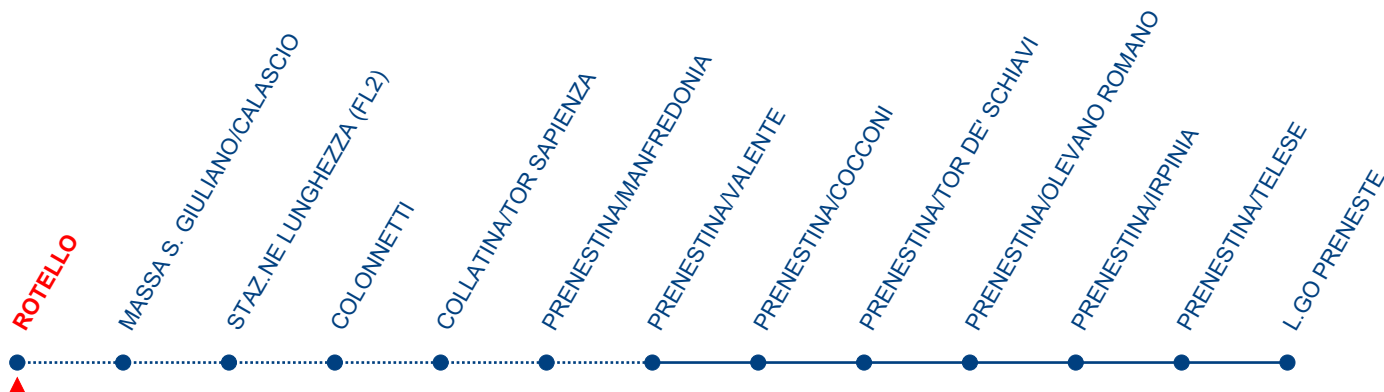 ROTELLO
MASSA S. GIULIANO/CALASCIO
STAZ.NE LUNGHEZZA (FL2)
COLONNETTI
COLLATINA/TOR SAPIENZA
PRENESTINA/MANFREDONIA
PRENESTINA/VALENTE
PRENESTINA/COCCONI
PRENESTINA/TOR DE' SCHIAVI
PRENESTINA/OLEVANO ROMANO
PRENESTINA/IRPINIA
PRENESTINA/TELESE
L.GO PRENESTE